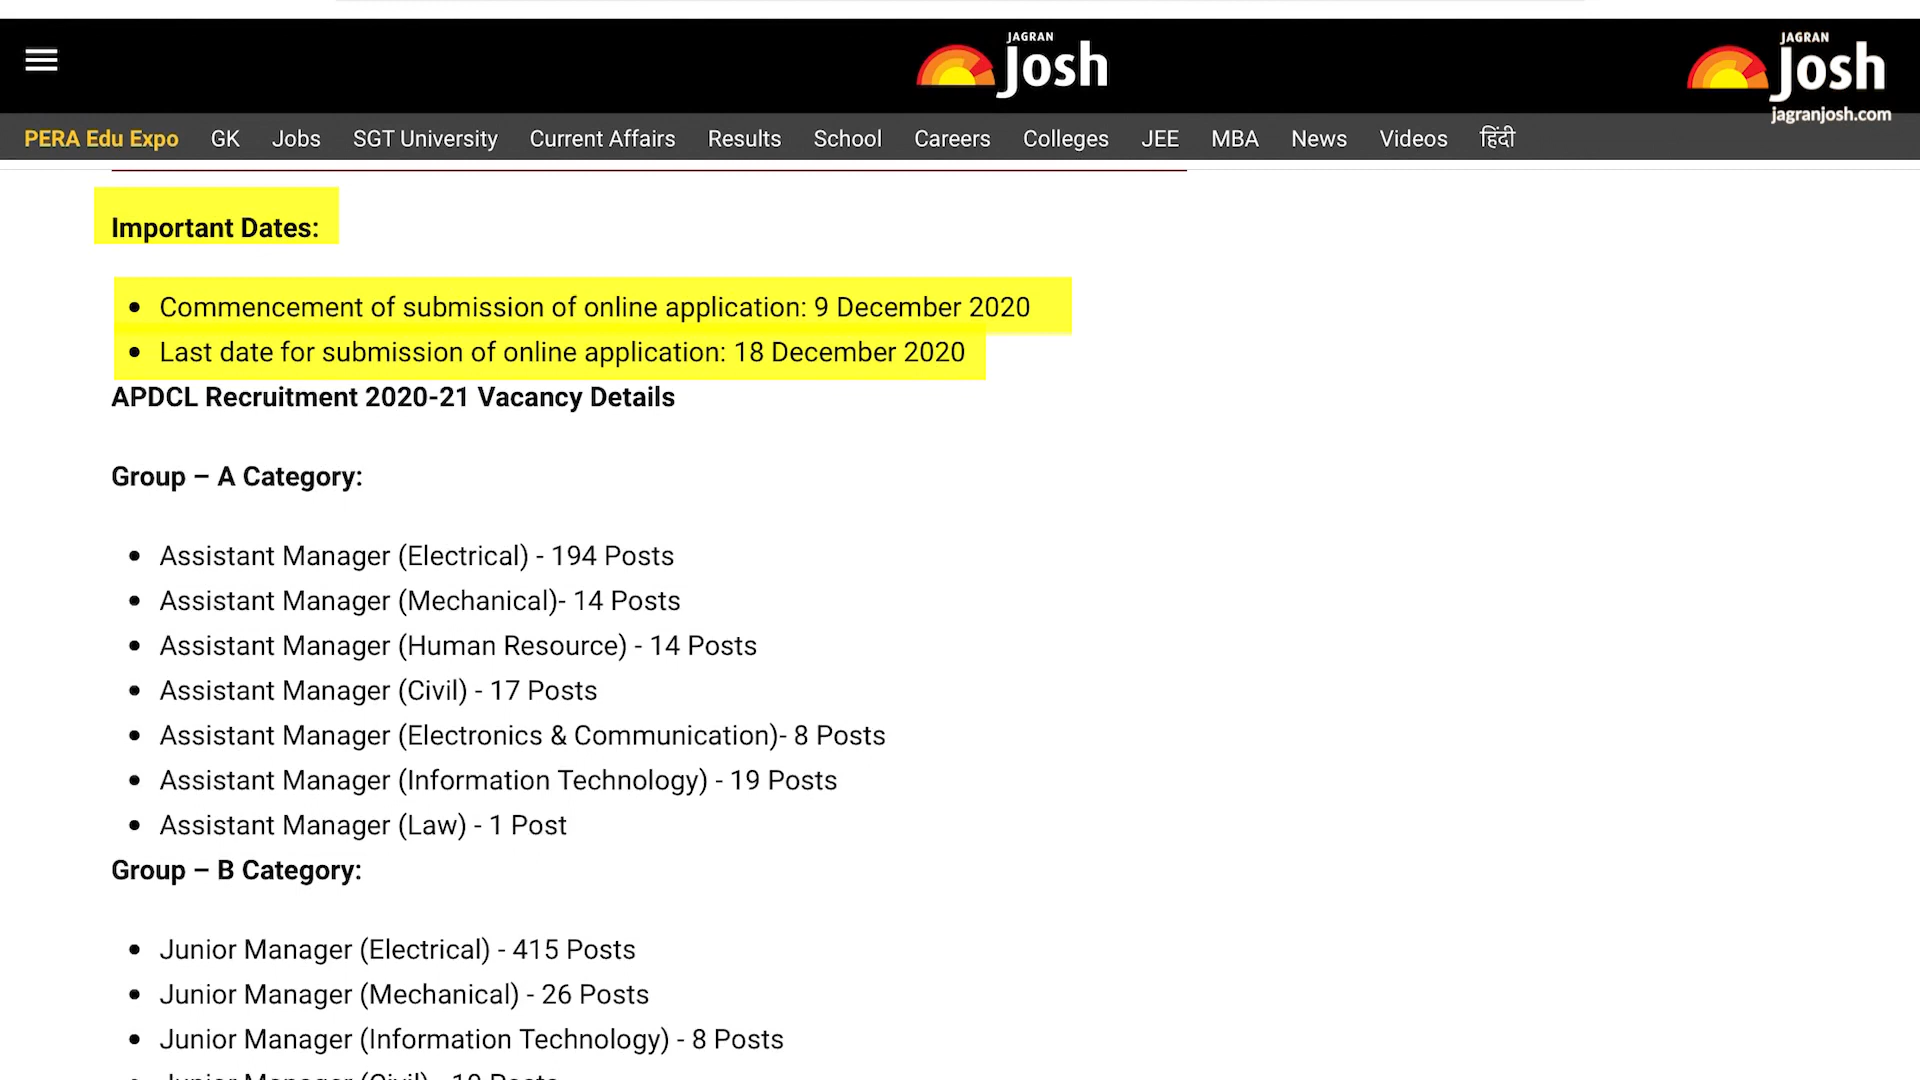 JAGRAN
Josh
JAGRAN
Josh
jagranjosh.com
PERA Edu Expo GK Jobs SGT University Current Affairs Results School Careers Colleges JEE MBA News Videos हिंदी
Important Dates:
• Commencement of submission of online application: 9 December 2020
• Last date for submission of online application: 18 December 2020
APDCL Recruitment 2020-21 Vacancy Details
Group – A Category:
• Assistant Manager (Electrical) - 194 Posts
• Assistant Manager (Mechanical)- 14 Posts
• Assistant Manager (Human Resource) - 14 Posts
• Assistant Manager (Civil) - 17 Posts
• Assistant Manager (Electronics & Communication)- 8 Posts
• Assistant Manager (Information Technology) - 19 Posts
• Assistant Manager (Law) - 1 Post
Group – B Category:
• Junior Manager (Electrical) - 415 Posts
• Junior Manager (Mechanical) - 26 Posts
• Junior Manager (Information Technology) - 8 Posts
Junior Manager (Civil) - Posts